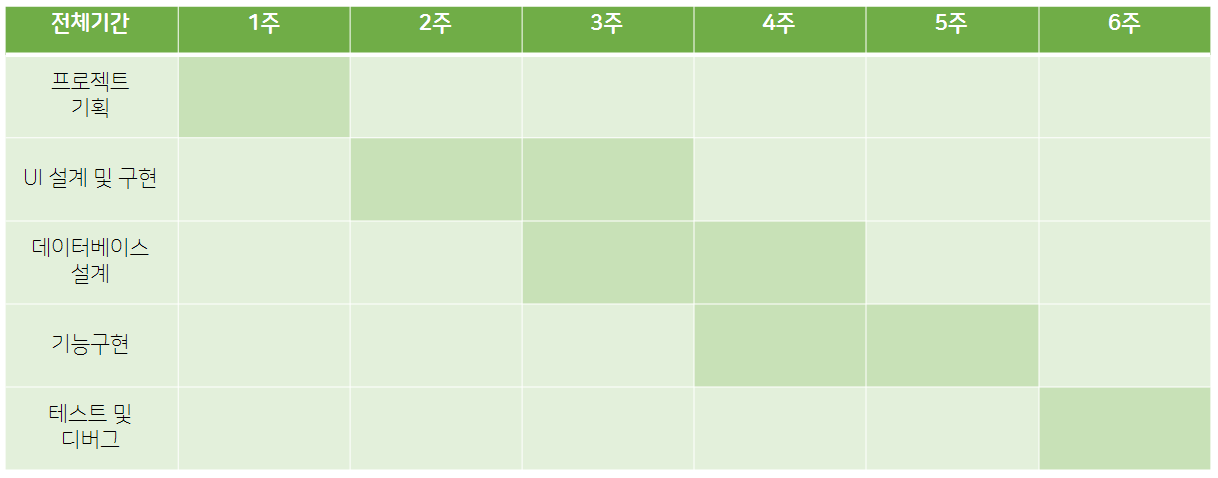 전체기간 1주 2주 3주 4주 5주 6주
프로젝트
기획
UI 설계 및 구현
데이터베이스
설계
기능구현
테스트 및
디버그